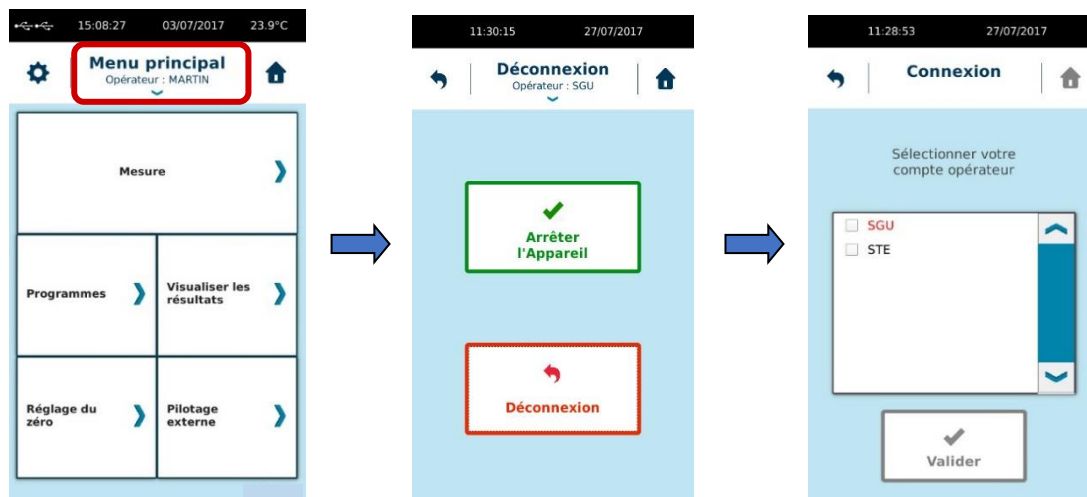 15:08:27 03/07/2017 23.9°C
Menu principal
Opérateur : MARTIN
Mesure
Programmes
Visualiser les
résultats
Réglage du
zéro
Pilotage
externe
11:30:15 27/07/2017
Déconnexion
Opérateur : SGU
Arrêter
l'Appareil
Déconnexion
11:28:53 27/07/2017
Connexion
Sélectionner votre
compte opérateur
SGU
STE
Valider